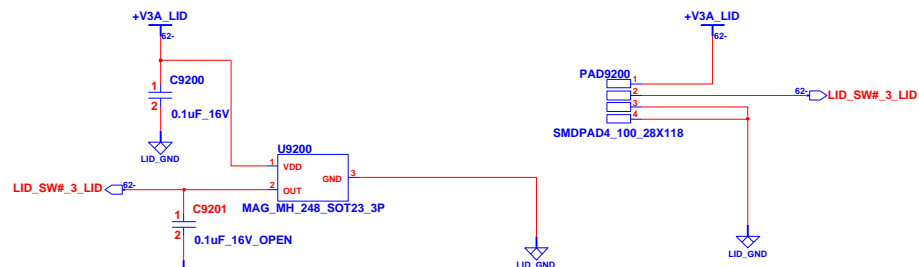 +V3A_LID
62-
C9200
1
2
0.1uF_16V
LID_GND
U9200
1
VDD
GND
3
2
OUT
MAG_MH_248_SOT23_3P
LID_SW#_3_LID
62-
C9201
1
2
0.1uF_16V_OPEN
LID_GND
+V3A_LID
62-
PAD9200
1
2
3
4
SMDPAD4_100_28X118
62-
LID_SW#_3_LID
LID_GND